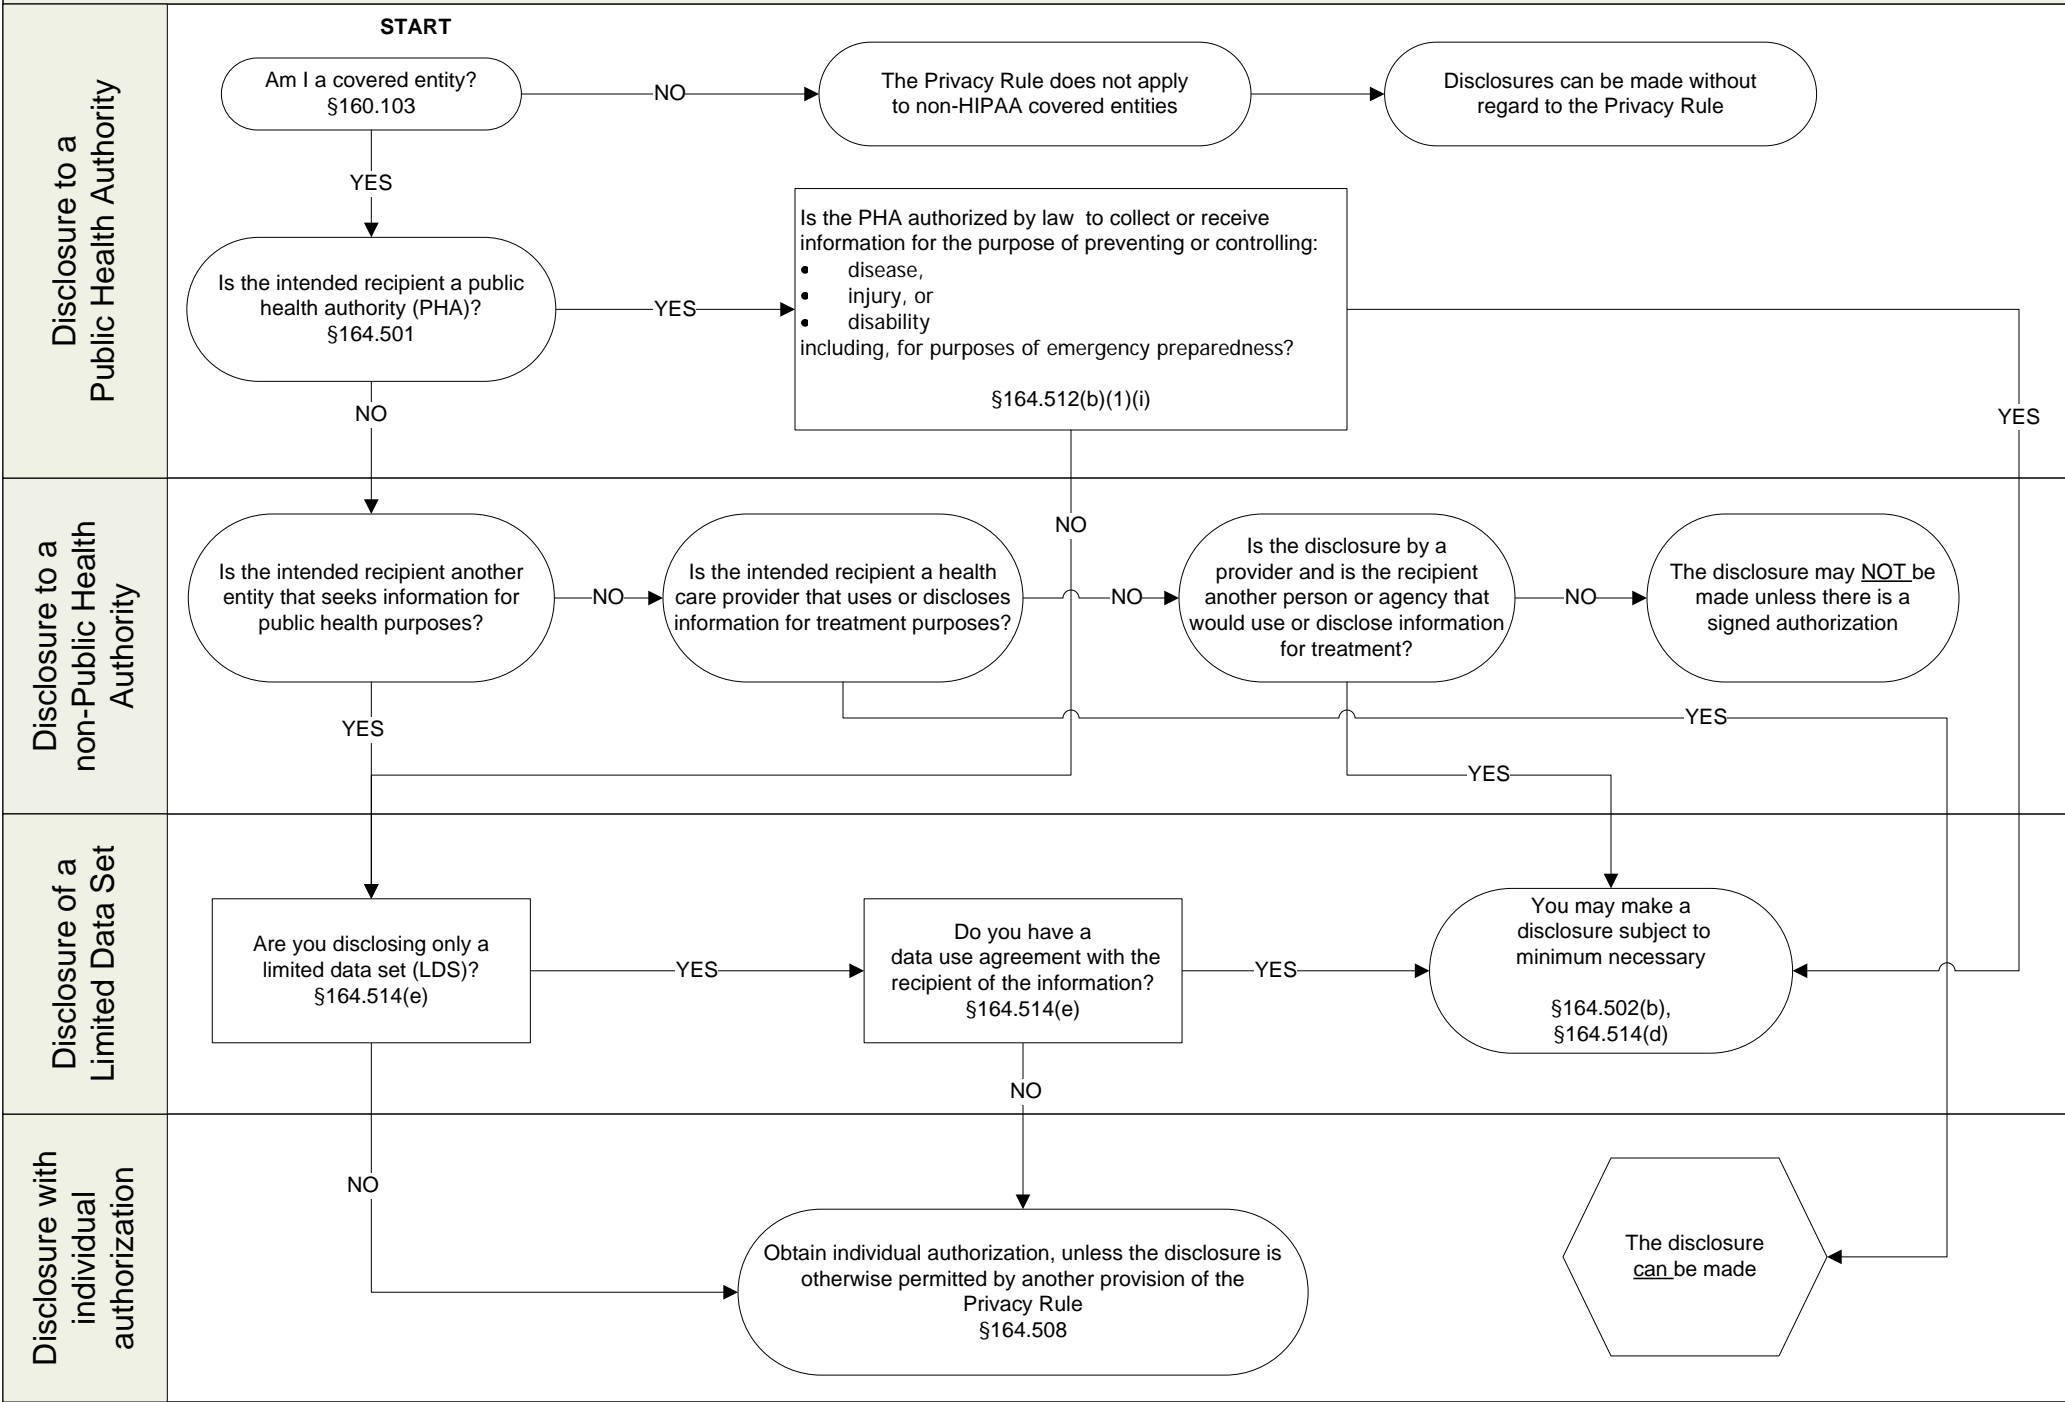 START
Disclosure to a
Public Health Authority
Am I a covered entity?
§160.103
NO
The Privacy Rule does not apply
to non-HIPAA covered entities
Disclosures can be made without
regard to the Privacy Rule
YES
Is the intended recipient a public
health authority (PHA)?
§164.501
YES
Is the PHA authorized by law  to collect or receive
information for the purpose of preventing or controlling:
• disease,
• injury, or
• disability
including, for purposes of emergency preparedness?
§164.512(b)(1)(i)
NO
YES
Disclosure to a
non-Public Health
Authority
NO
Is the intended recipient another
entity that seeks information for
public health purposes?
NO
Is the intended recipient a health
care provider that uses or discloses
information for treatment purposes?
NO
Is the disclosure by a
provider and is the recipient
another person or agency that
would use or disclose information
for treatment?
NO
The disclosure may NOT be
made unless there is a
signed authorization
YES
YES
YES
Disclosure of a
Limited Data Set
Are you disclosing only a
limited data set (LDS)?
§164.514(e)
YES
Do you have a
data use agreement with the
recipient of the information?
§164.514(e)
YES
You may make a
disclosure subject to
minimum necessary
§164.502(b),
§164.514(d)
NO
Disclosure with
individual
authorization
NO
Obtain individual authorization, unless the disclosure is
otherwise permitted by another provision of the
Privacy Rule
§164.508
The disclosure
can be made